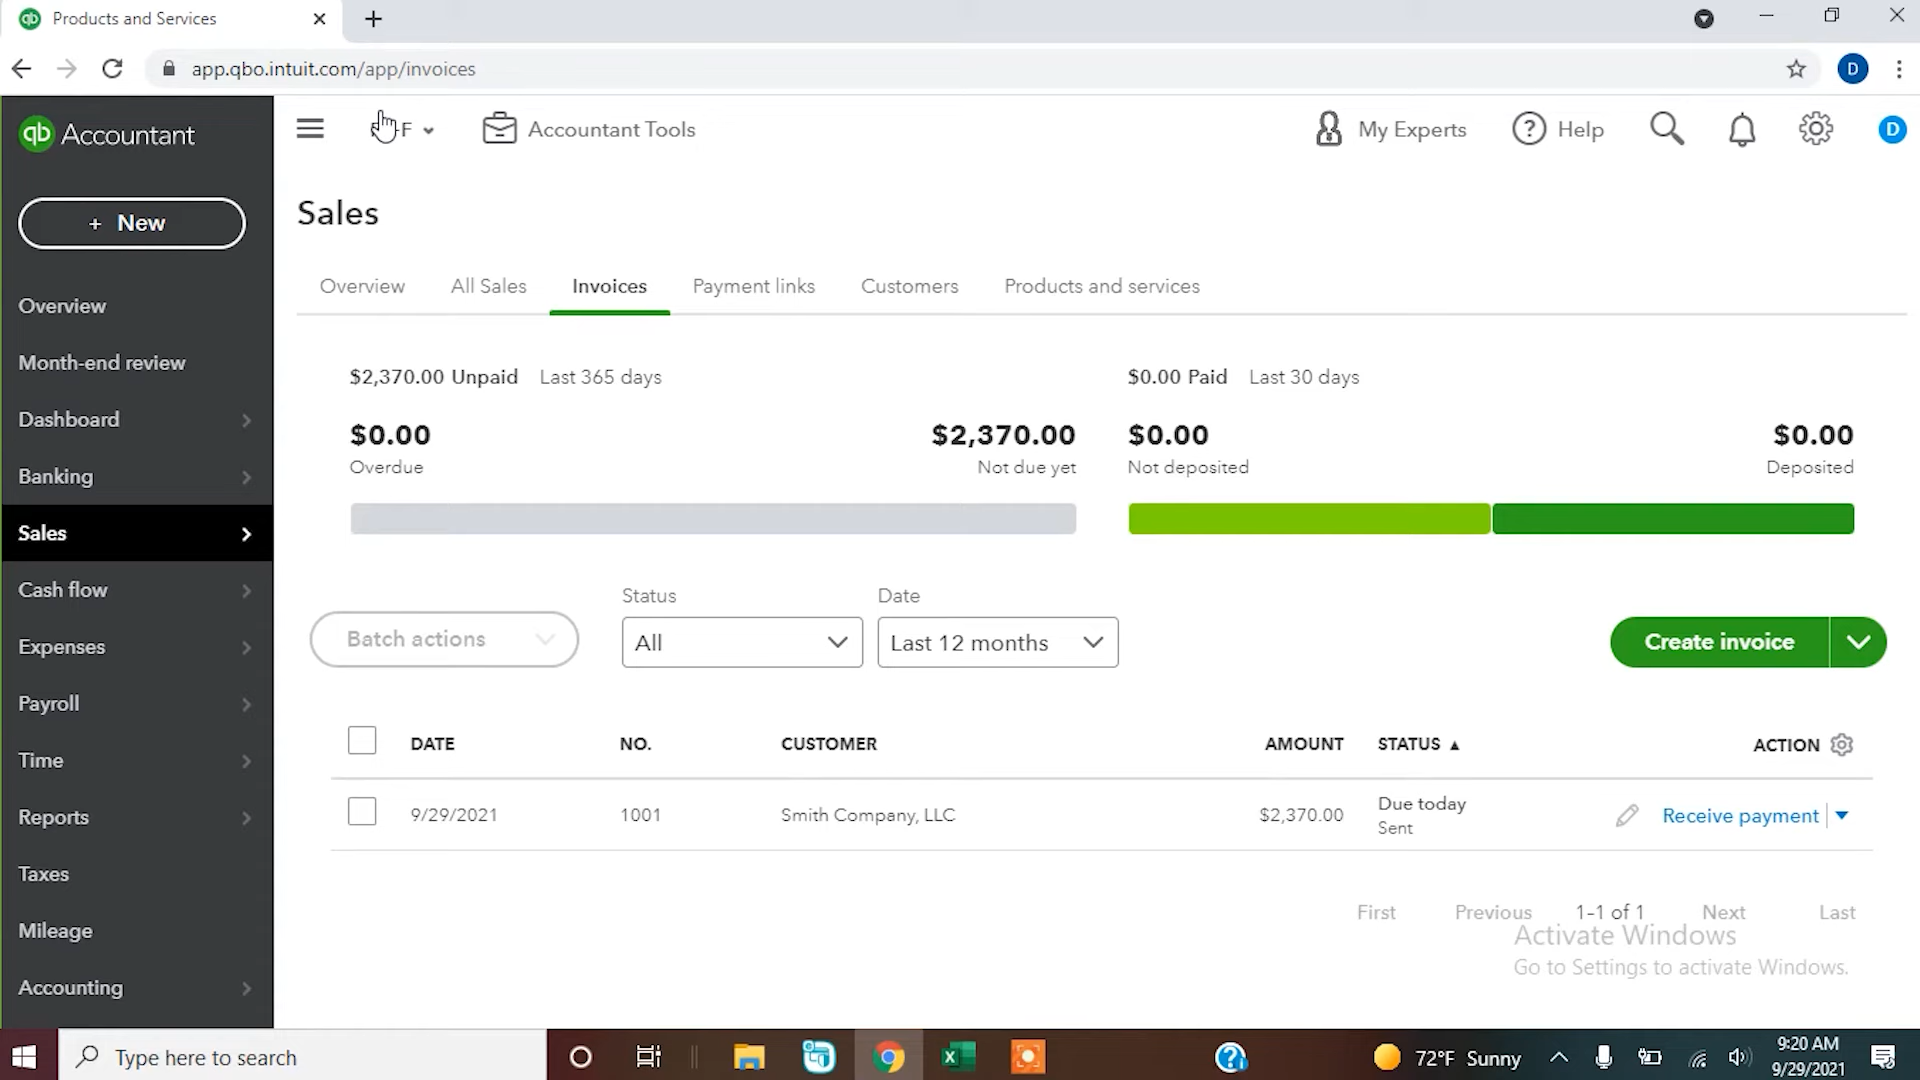 Products and Services
app.qbo.intuit.com/app/invoices
D
qb Accountant
F
Accountant Tools
My Experts
Help
D
+ New
Sales
Overview
All Sales
Invoices
Payment links
Customers
Products and services
Overview
Month-end review
Dashboard
Banking
Sales
Cash flow
Expenses
Payroll
Time
Reports
Taxes
Mileage
Accounting
$2,370.00 Unpaid Last 365 days
$0.00
Overdue
$2,370.00
Not due yet
$0.00 Paid Last 30 days
$0.00
Not deposited
$0.00
Deposited
Batch actions
Status
All
Date
Last 12 months
Create invoice
DATE NO. CUSTOMER AMOUNT STATUS ▲ ACTION
9/29/2021 1001 Smith Company, LLC $2,370.00 Due today
Sent
Receive payment
First Previous 1-1 of 1 Next Last
Activate Windows
Go to Settings to activate Windows.
Type here to search
72°F Sunny
9:20 AM
9/29/2021